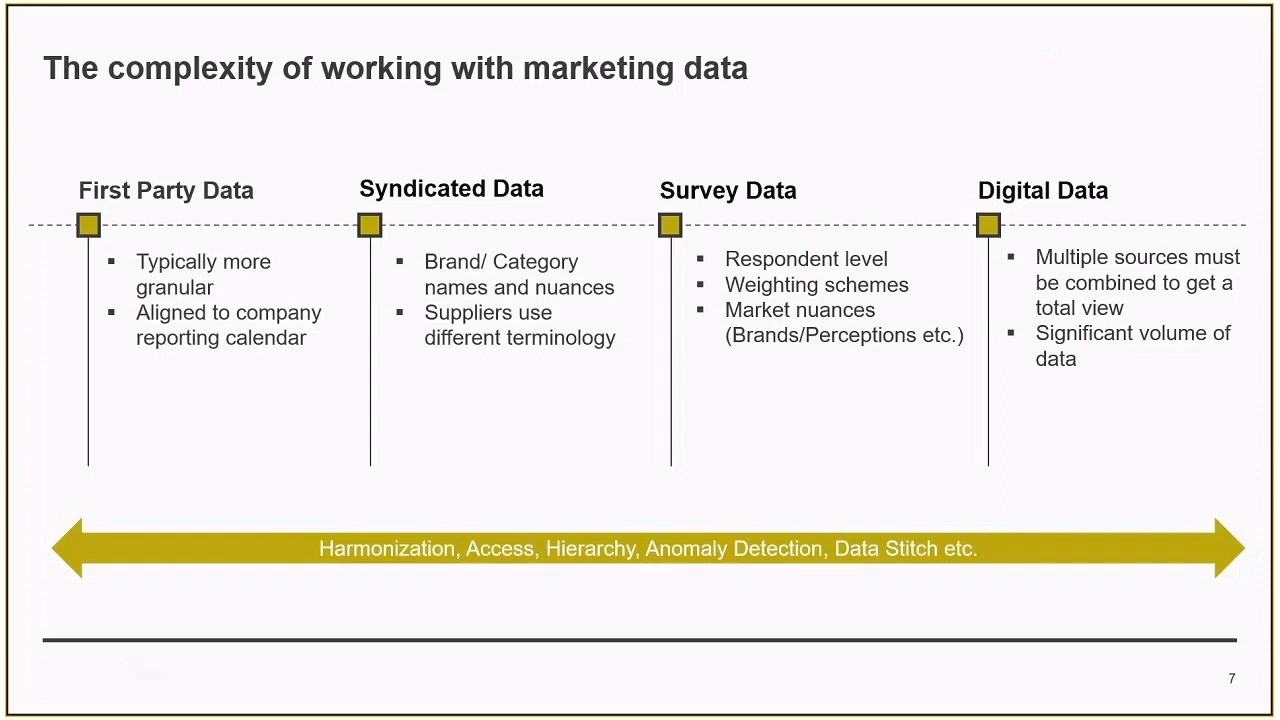 The complexity of working with marketing data
First Party Data
▪ Typically more
granular
▪ Aligned to company
reporting calendar
Syndicated Data
▪ Brand/ Category
names and nuances
▪ Suppliers use
different terminology
Survey Data
▪ Respondent level
▪ Weighting schemes
▪ Market nuances
(Brands/Perceptions etc.)
Digital Data
▪ Multiple sources must
be combined to get a
total view
▪ Significant volume of
data
Harmonization, Access, Hierarchy, Anomaly Detection, Data Stitch etc.
7